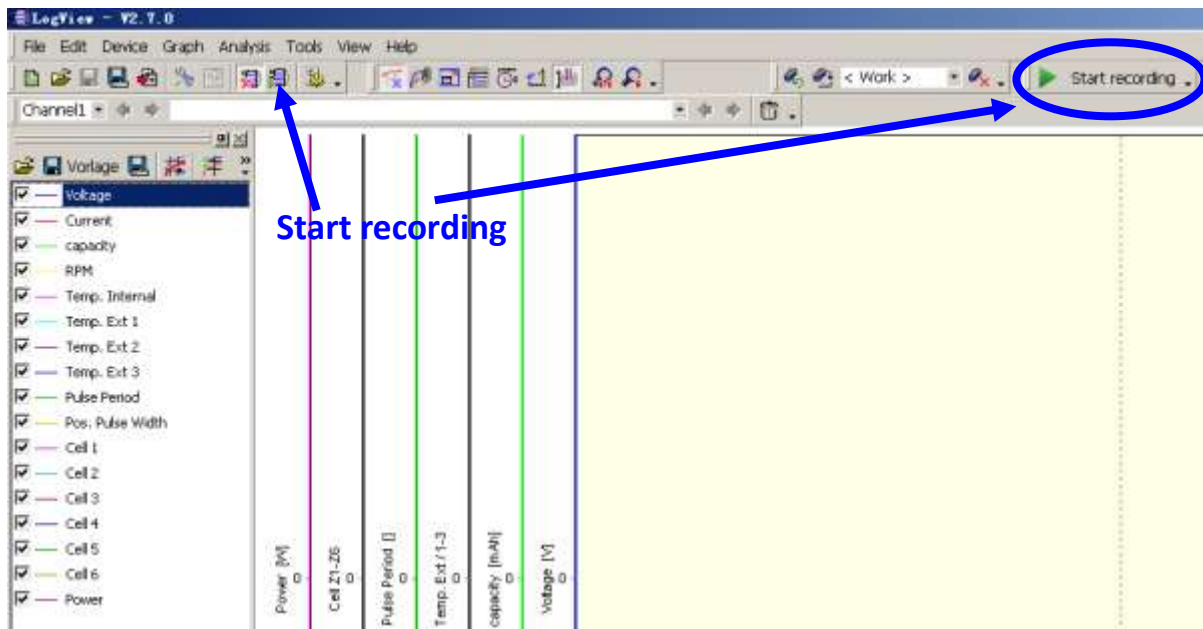 LogView - V2.7.0
File Edit Device Graph Analysis Tools View Help
< Work >
Start recording
Channel1
Vorlage
Voltage
Current
capacity
RPM
Temp. Internal
Temp. Ext 1
Temp. Ext 2
Temp. Ext 3
Pulse Period
Pos. Pulse Width
Cell 1
Cell 2
Cell 3
Cell 4
Cell 5
Cell 6
Power
Start recording
Power [W]
0
Cell Z1-Z6
0
Pulse Period []
0
Temp. Ext / 1-3
0
capacity [mAh]
0
Voltage [V]
0